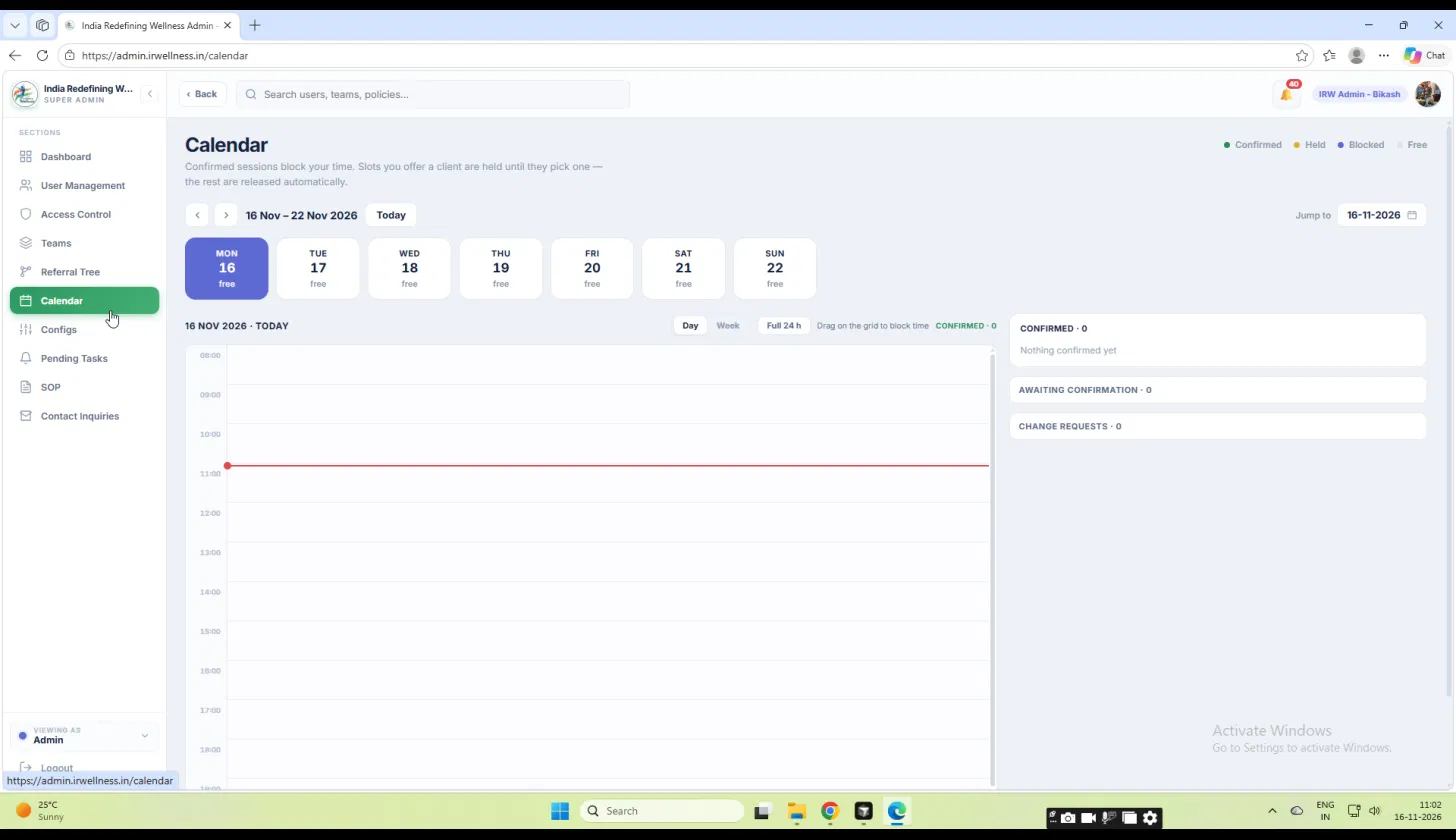 India Redefining Wellness Admin -
https://admin.irwellness.in/calendar
Chat
India Redefining W...
SUPER ADMIN
Back
Search users, teams, policies...
40
IRW Admin - Bikash
SECTIONS
Dashboard
User Management
Access Control
Teams
Referral Tree
Calendar
Configs
Pending Tasks
SOP
Contact Inquiries
VIEWING AS
Admin
Logout
https://admin.irwellness.in/calendar
Calendar
Confirmed sessions block your time. Slots you offer a client are held until they pick one —
the rest are released automatically.
Confirmed Held Blocked Free
16 Nov – 22 Nov 2026 Today
Jump to 16-11-2026
MON TUE WED THU FRI SAT SUN
16 17 18 19 20 21 22
free free free free free free free
16 NOV 2026 · TODAY
Day Week Full 24 h Drag on the grid to block time CONFIRMED · 0
08:00
09:00
10:00
11:00
12:00
13:00
14:00
15:00
16:00
17:00
18:00
19:00
CONFIRMED · 0
Nothing confirmed yet
AWAITING CONFIRMATION · 0
CHANGE REQUESTS · 0
Activate Windows
Go to Settings to activate Windows.
25°C
Sunny
Search
ENG
IN
11:02
16-11-2026